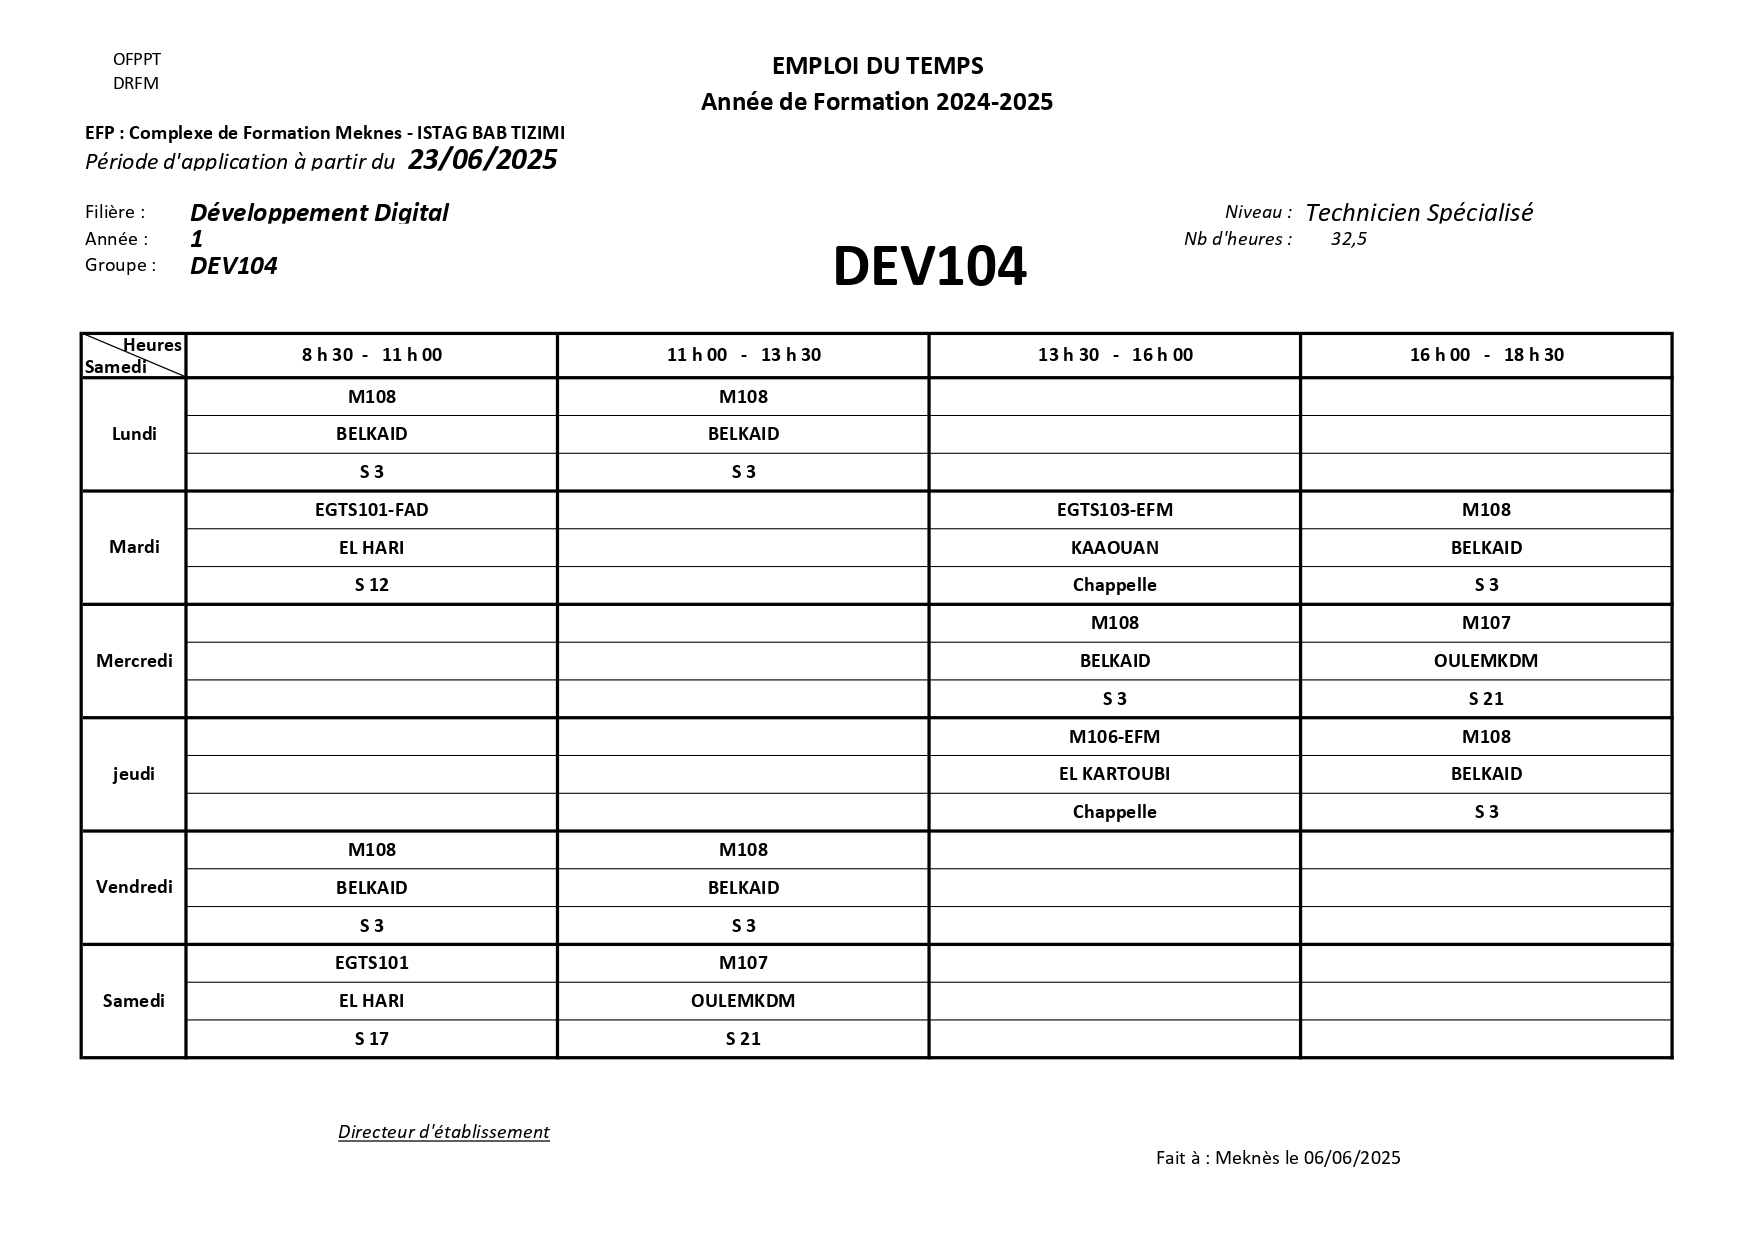 OFPPT
DRFM
EMPLOI DU TEMPS
Année de Formation 2024-2025
EFP : Complexe de Formation Meknes - ISTAG BAB TIZIMI
Période d'application à partir du 23/06/2025
Filière : Développement Digital
Niveau : Technicien Spécialisé
Année : 1
Nb d'heures : 32,5
Groupe : DEV104
DEV104
Heures
Samedi
8 h 30 - 11 h 00 11 h 00 - 13 h 30 13 h 30 - 16 h 00 16 h 00 - 18 h 30
Lundi
M108 M108
BELKAID BELKAID
S 3 S 3
Mardi
EGTS101-FAD EGTS103-EFM M108
EL HARI KAAOUAN BELKAID
S 12 Chappelle S 3
Mercredi
M108 M107
BELKAID OULEMKDM
S 3 S 21
jeudi
M106-EFM M108
EL KARTOUBI BELKAID
Chappelle S 3
Vendredi
M108 M108
BELKAID BELKAID
S 3 S 3
Samedi
EGTS101 M107
EL HARI OULEMKDM
S 17 S 21
Directeur d'établissement
Fait à : Meknès le 06/06/2025